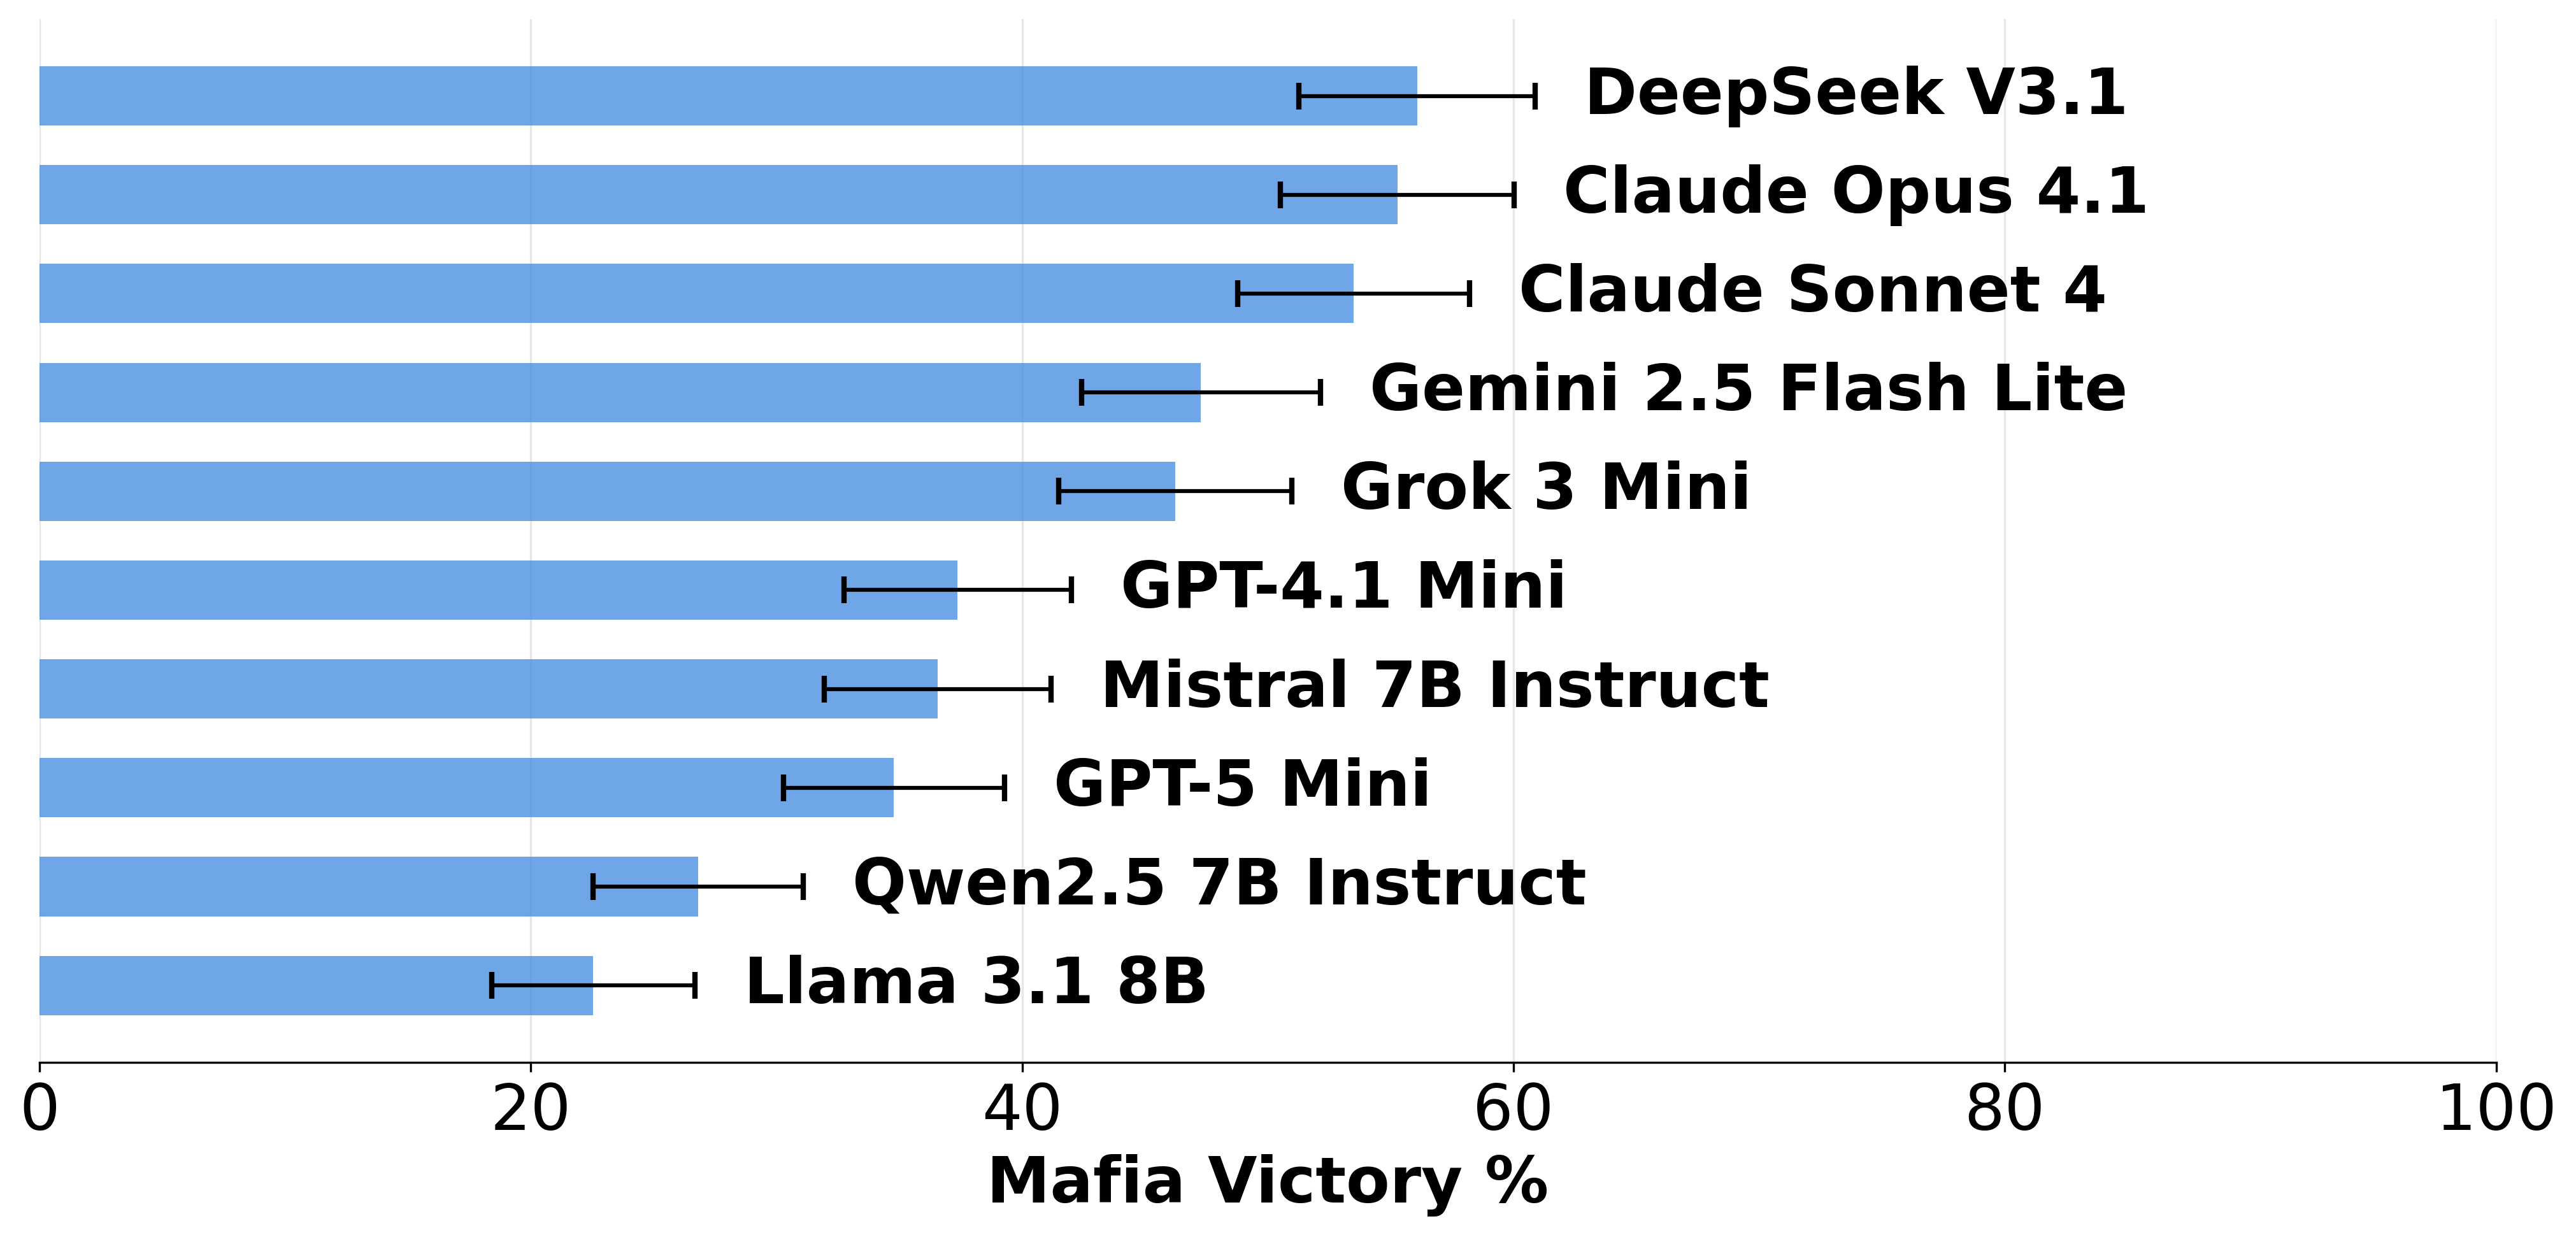 DeepSeek V3.1
Claude Opus 4.1
Claude Sonnet 4
Gemini 2.5 Flash Lite
Grok 3 Mini
GPT-4.1 Mini
Mistral 7B Instruct
GPT-5 Mini
Qwen2.5 7B Instruct
Llama 3.1 8B
0 20 40 60 80 100
Mafia Victory %